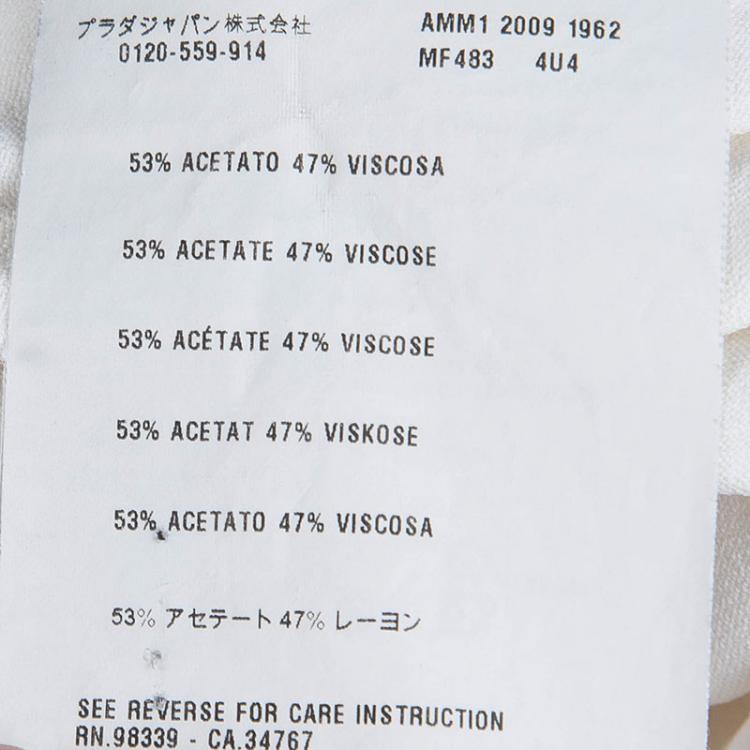 プラダジャパン株式会社
0120-559-914
AMM1 2009 1962
MF483 4U4
53% ACETATO 47% VISCOSA
53% ACETATE 47% VISCOSE
53% ACÉTATE 47% VISCOSE
53% ACETAT 47% VISKOSE
53% ACETATO 47% VISCOSA
53% アセテート 47% レーヨン
SEE REVERSE FOR CARE INSTRUCTION
RN.98339 - CA.34767